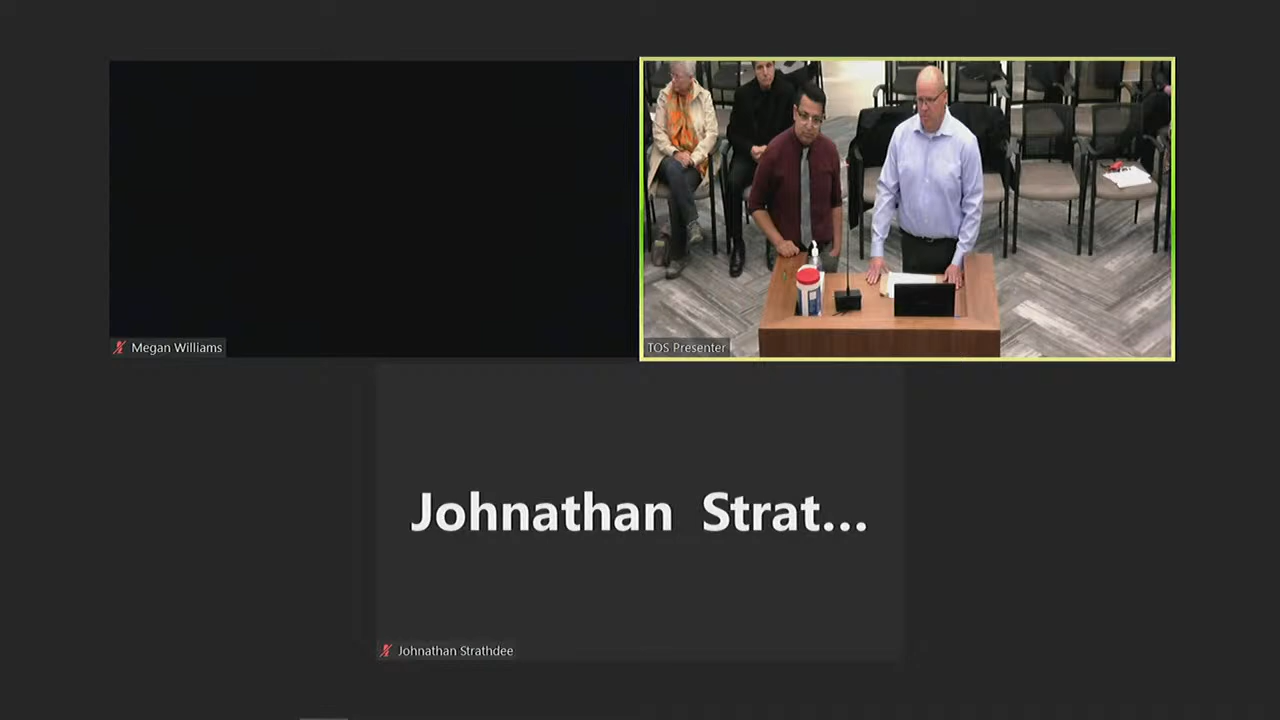 Megan Williams
TOS Presenter
Johnathan Strat...
Johnathan Strathdee